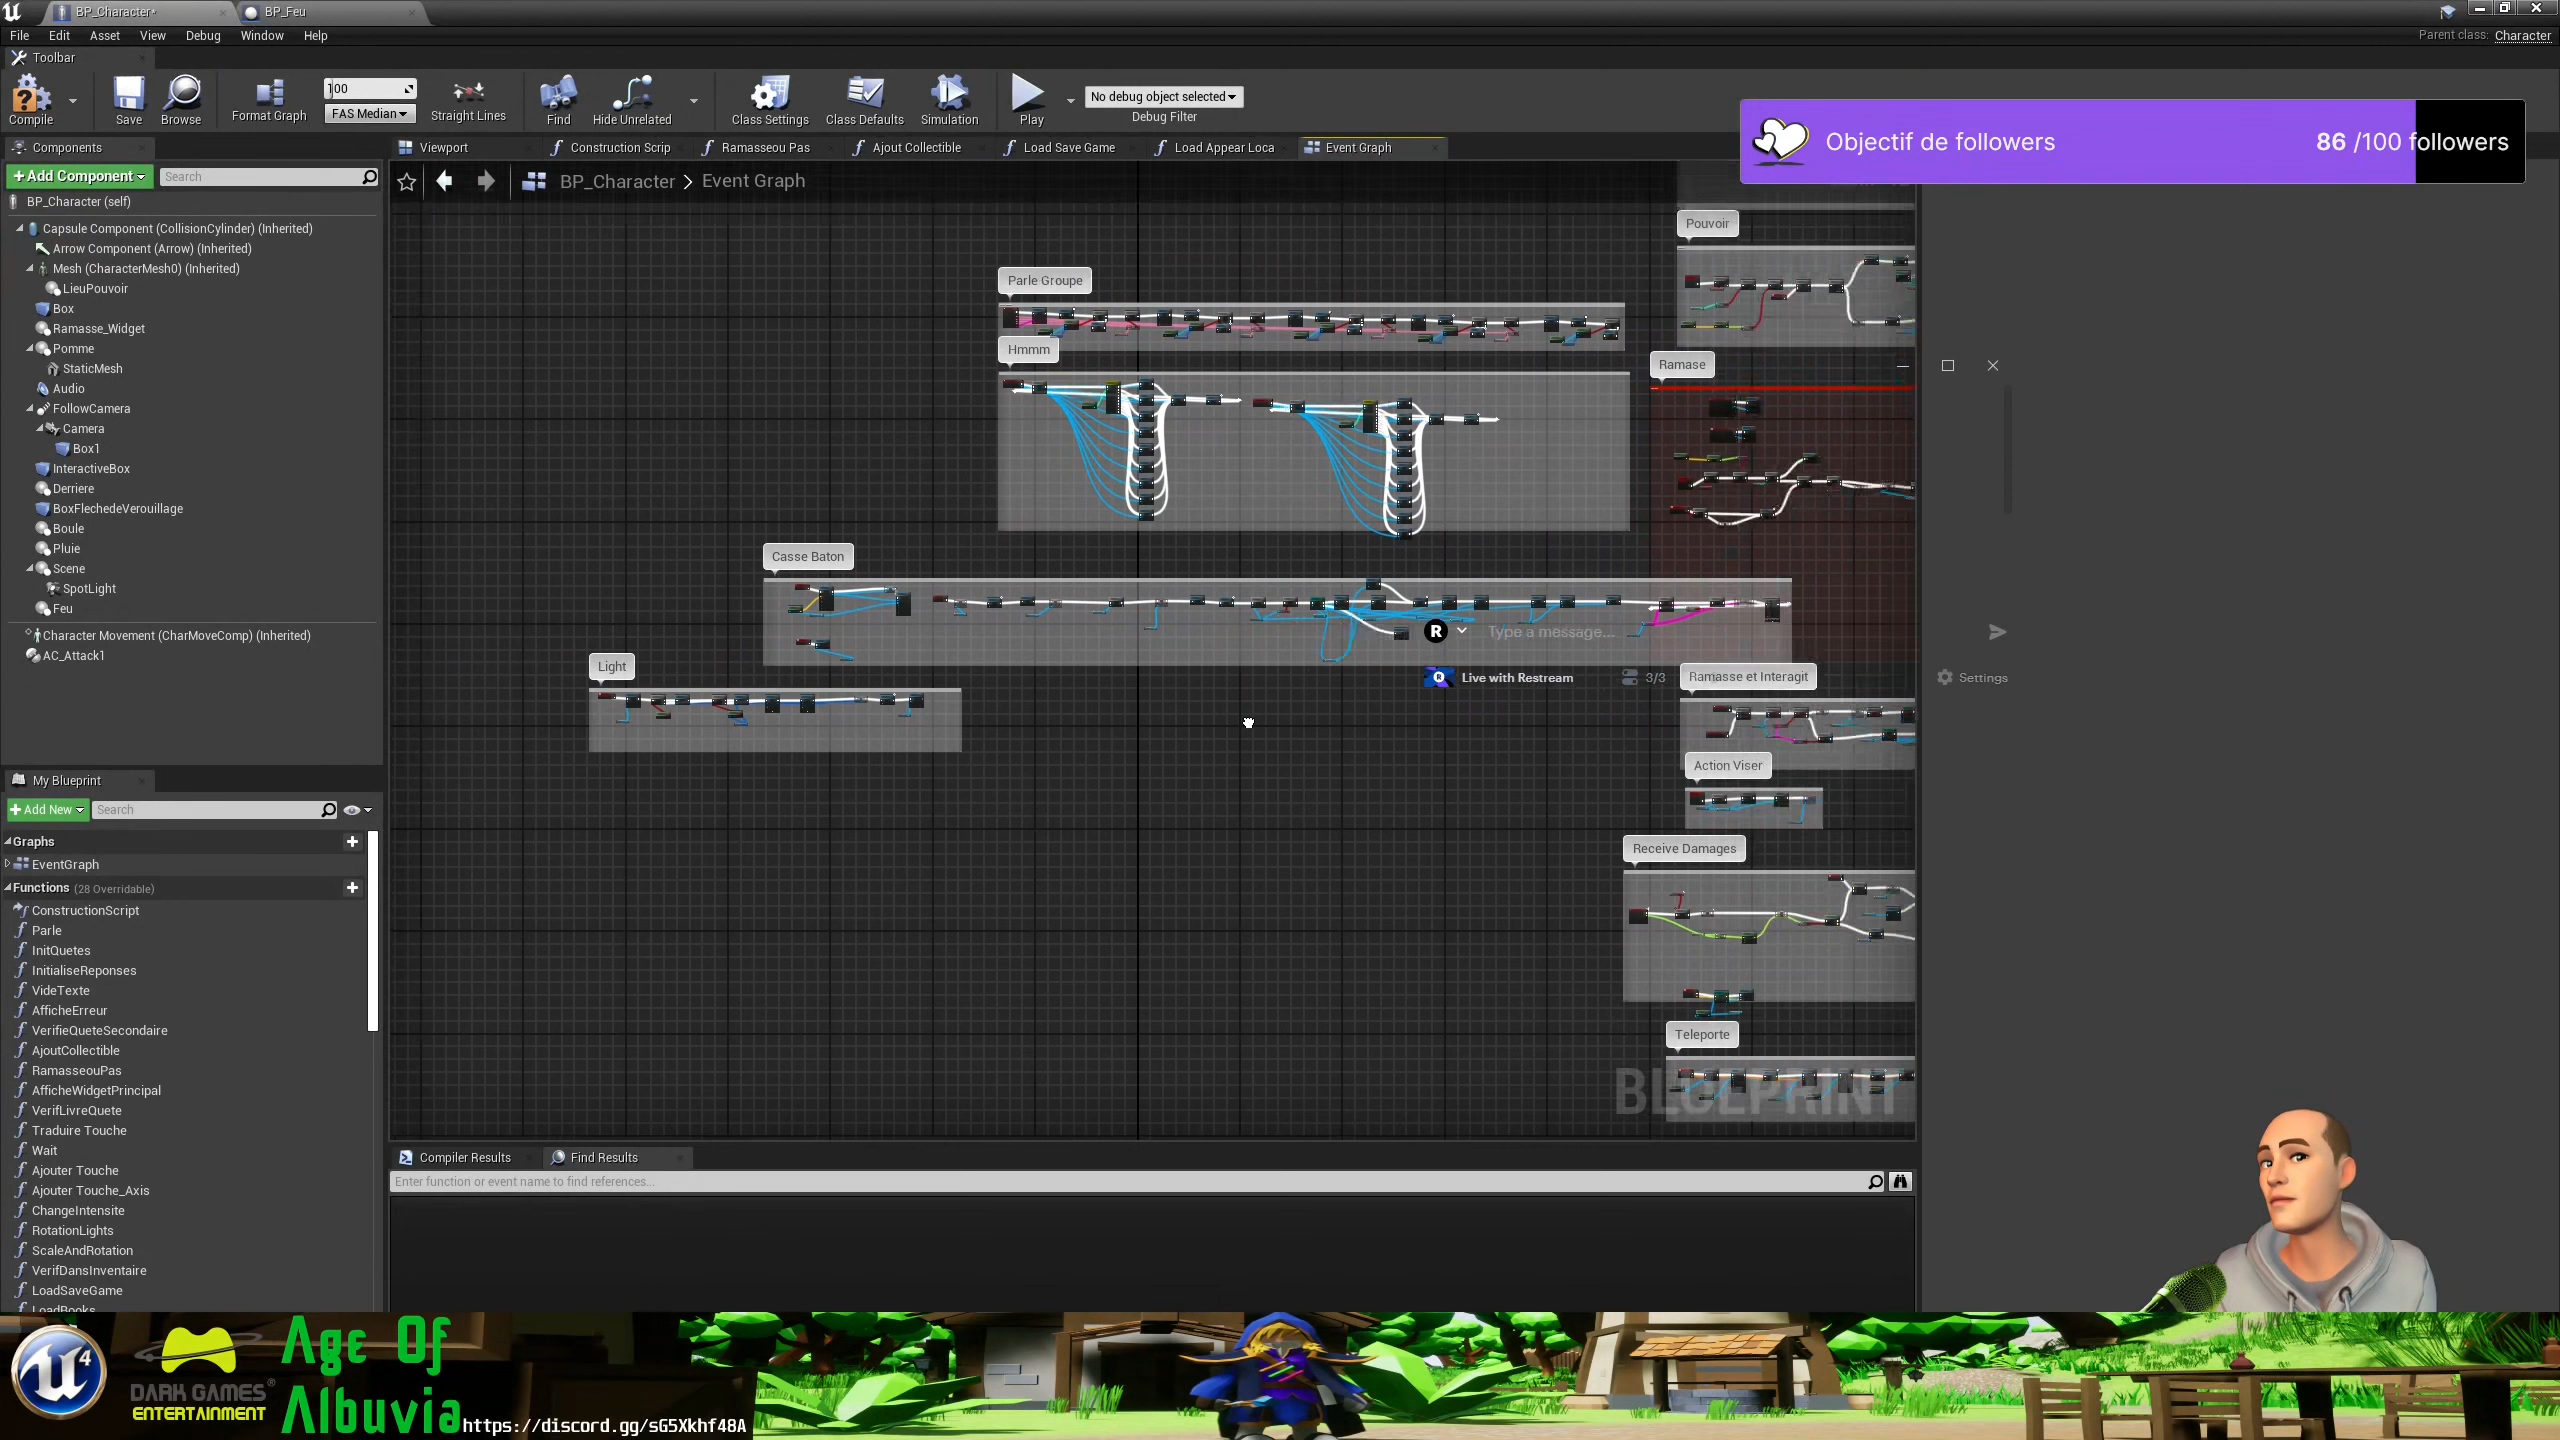 BP_Character*
BP_Feu
File Edit Asset View Debug Window Help
Parent class: Character
Toolbar
Compile
Save
Browse
Format Graph
100
FAS Median
Straight Lines
Find
Hide Unrelated
Class Settings
Class Defaults
Simulation
Play
No debug object selected
Debug Filter
Objectif de followers
86 /100 followers
Components
Viewport
Construction Scrip
Ramasseou Pas
Ajout Collectible
Load Save Game
Load Appear Loca
Event Graph
+Add Component
Search
BP_Character > Event Graph
BP_Character (self)
Capsule Component (CollisionCylinder) (Inherited)
Arrow Component (Arrow) (Inherited)
Mesh (CharacterMesh0) (Inherited)
LieuPouvoir
Box
Ramasse_Widget
Pomme
StaticMesh
Audio
FollowCamera
Camera
Box1
InteractiveBox
Derriere
BoxFlechedeVerouillage
Boule
Pluie
Scene
SpotLight
Feu
Character Movement (CharMoveComp) (Inherited)
AC_Attack1
Pouvoir
Parle Groupe
Hmmm
Ramase
Casse Baton
Type a message...
Light
Live with Restream
3/3
Settings
Ramasse et Interagit
Action Viser
Receive Damages
Teleporte
BLUEPRINT
My Blueprint
+Add New
Search
Graphs
EventGraph
Functions (28 Overridable)
ConstructionScript
Parle
InitQuetes
InitialiseReponses
VideTexte
AfficheErreur
VerifieQueteSecondaire
AjoutCollectible
RamasseouPas
AfficheWidgetPrincipal
VerifLivreQuete
Traduire Touche
Wait
Ajouter Touche
Ajouter Touche_Axis
ChangeIntensite
RotationLights
ScaleAndRotation
VerifDansInventaire
LoadSaveGame
LoadBooks
Compiler Results
Find Results
Enter function or event name to find references...
4
DARK GAMES®
ENTERTAINMENT
Age Of
Albuvia
https://discord.gg/sG5Xkhf48A